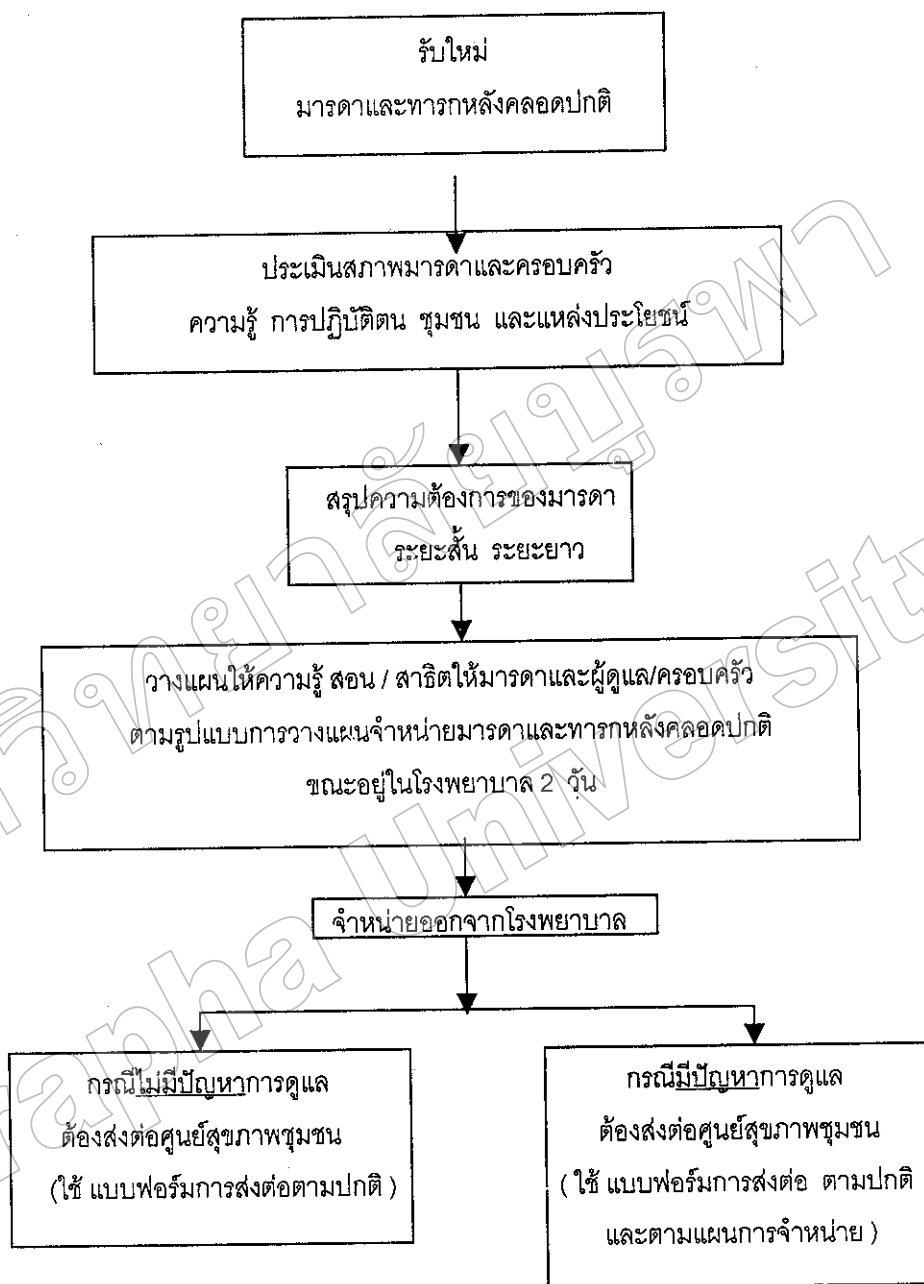 รับใหม่
มารดาและทารกหลังคลอดปกติ
ประเมินสภาพมารดาและครอบครัว
ความรู้ การปฏิบัติตน ชุมชน และแหล่งประโยชน์
สรุปความต้องการของมารดา
ระยะสั้น ระยะยาว
วางแผนให้ความรู้ สอน / สาธิตให้มารดาและผู้ดูแล/ครอบครัว
ตามรูปแบบการวางแผนจำหน่ายมารดาและทารกหลังคลอดปกติ
ขณะอยู่ในโรงพยาบาล 2 วัน
จำหน่ายออกจากโรงพยาบาล
กรณีไม่มีปัญหาการดูแล
ต้องส่งต่อศูนย์สุขภาพชุมชน
(ใช้ แบบฟอร์มการส่งต่อตามปกติ )
กรณีมีปัญหาการดูแล
ต้องส่งต่อศูนย์สุขภาพชุมชน
( ใช้ แบบฟอร์มการส่งต่อ ตามปกติ
และตามแผนการจำหน่าย )
วิทยาลัยบูรพา
rapha University